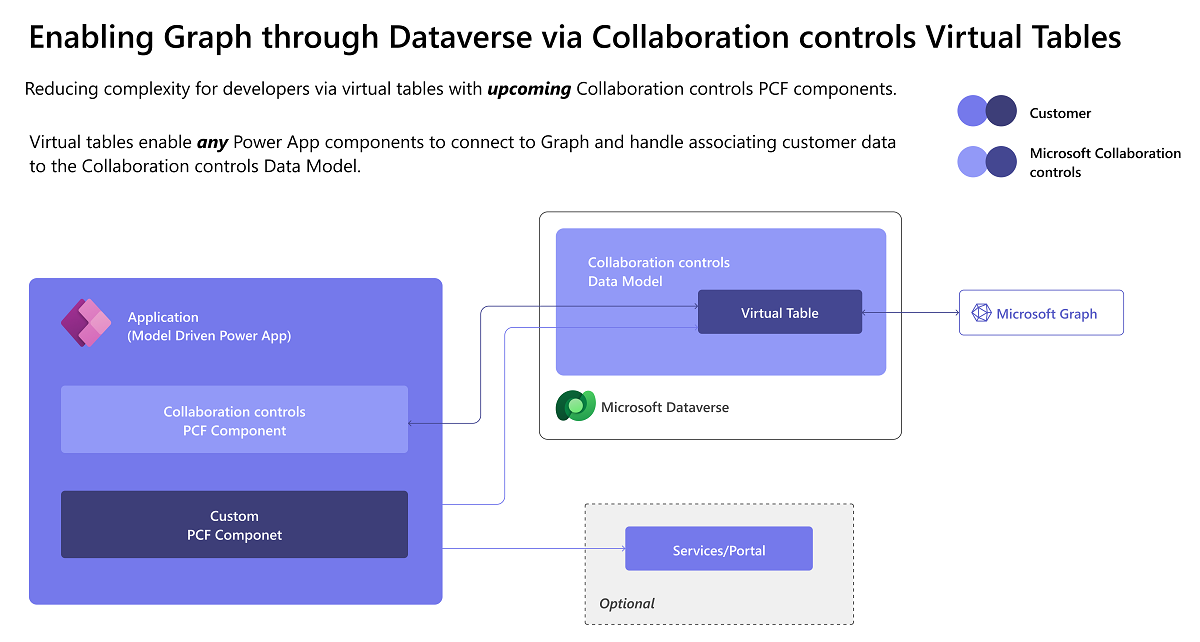 Enabling Graph through Dataverse via Collaboration controls Virtual Tables
Reducing complexity for developers via virtual tables with upcoming Collaboration controls PCF components.
Virtual tables enable any Power App components to connect to Graph and handle associating customer data
to the Collaboration controls Data Model.
Customer
Microsoft Collaboration
controls
Collaboration controls
Data Model
Virtual Table
Microsoft Graph
Microsoft Dataverse
Application
(Model Driven Power App)
Collaboration controls
PCF Component
Custom
PCF Componet
Services/Portal
Optional